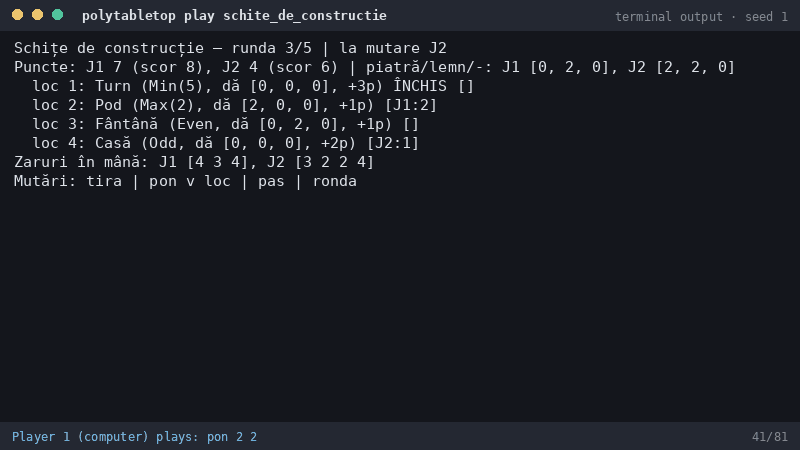 polytabletop play schite_de_constructie
terminal output · seed 1
Schițe de construcție — runda 3/5 | la mutare J2
Puncte: J1 7 (scor 8), J2 4 (scor 6) | piatră/lemn/-: J1 [0, 2, 0], J2 [2, 2, 0]
loc 1: Turn (Min(5), dă [0, 0, 0], +3p) ÎNCHIS []
loc 2: Pod (Max(2), dă [2, 0, 0], +1p) [J1:2]
loc 3: Fântână (Even, dă [0, 2, 0], +1p) []
loc 4: Casă (Odd, dă [0, 0, 0], +2p) [J2:1]
Zaruri în mână: J1 [4 3 4], J2 [3 2 2 4]
Mutări: tira | pon v loc | pas | ronda
Player 1 (computer) plays: pon 2 2
41/81